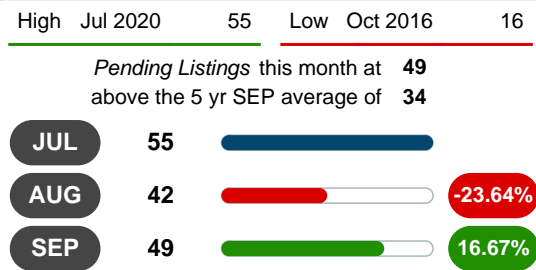 High Jul 2020 55 Low Oct 2016 16
Pending Listings this month at 49
above the 5 yr SEP average of 34
JUL 55
AUG 42 -23.64%
SEP 49 16.67%